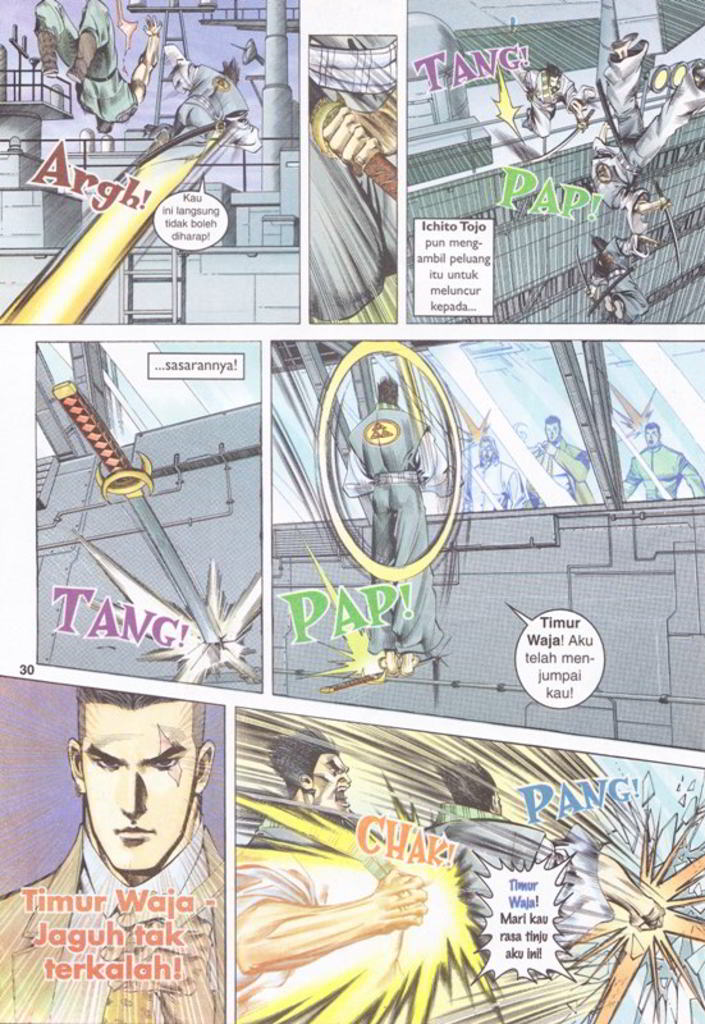 Argh!
Kau
ini langsung
tidak boleh
diharap!
TANG!
PAP!
Ichito Tojo
pun meng-
ambil peluang
itu untuk
meluncur
kepada...
...sasarannya!
TANG!
PAP!
Timur
Waja! Aku
telah men-
jumpai
kau!
30
Timur Waja -
Jaguh tak
terkalah!
CHAK!
PANG!
Timur
Waja!
Mari kau
rasa tinju
aku ini!